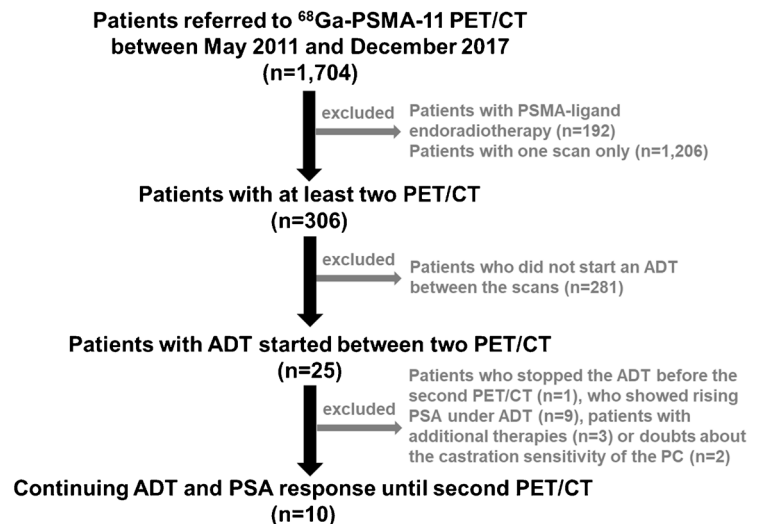 Patients referred to ⁶⁸Ga-PSMA-11 PET/CT
between May 2011 and December 2017
(n=1,704)
excluded
Patients with PSMA-ligand
endoradiotherapy (n=192)
Patients with one scan only (n=1,206)
Patients with at least two PET/CT
(n=306)
excluded
Patients who did not start an ADT
between the scans (n=281)
Patients with ADT started between two PET/CT
(n=25)
excluded
Patients who stopped the ADT before the
second PET/CT (n=1), who showed rising
PSA under ADT (n=9), patients with
additional therapies (n=3) or doubts about
the castration sensitivity of the PC (n=2)
Continuing ADT and PSA response until second PET/CT
(n=10)